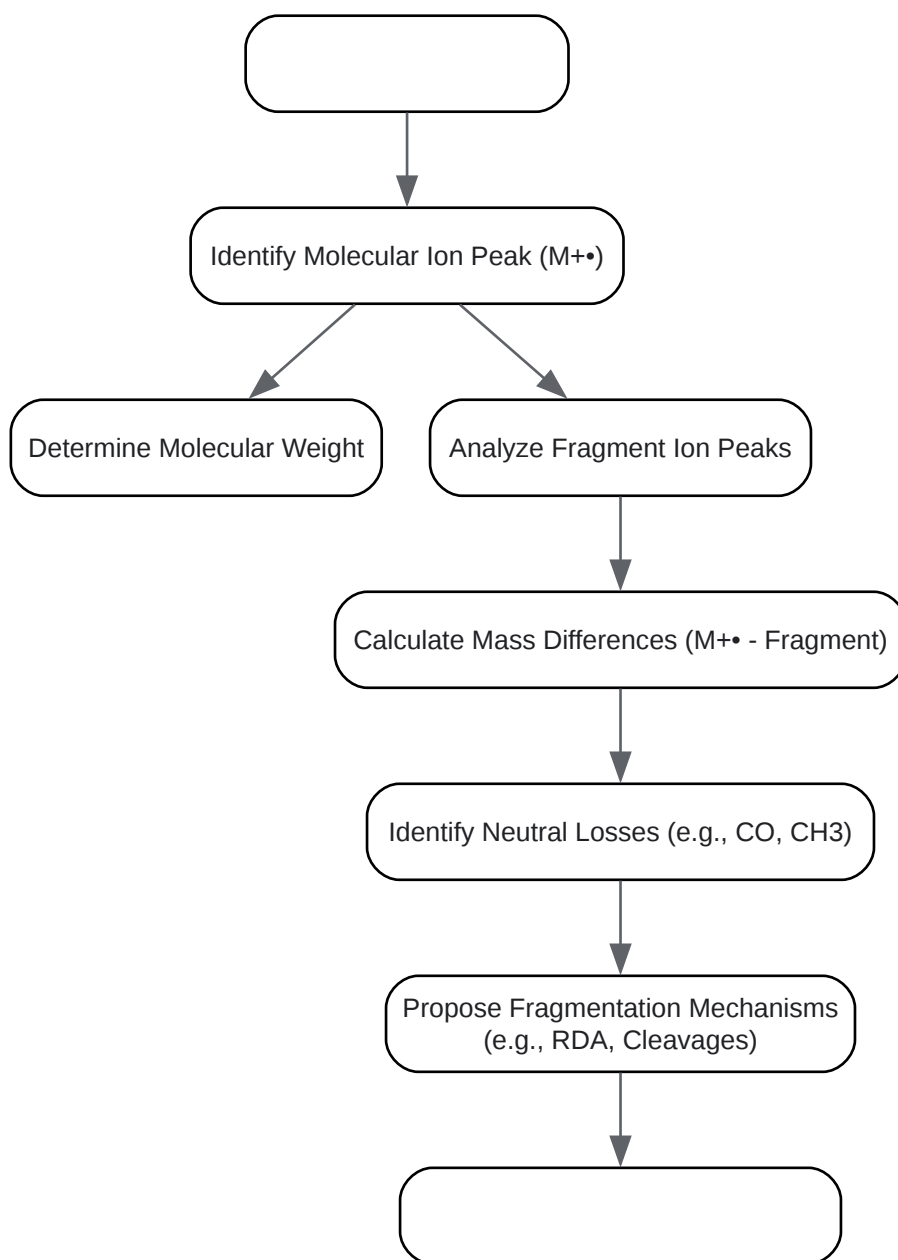 Identify Molecular Ion Peak (M+•)
Determine Molecular Weight
Analyze Fragment Ion Peaks
Calculate Mass Differences (M+• - Fragment)
Identify Neutral Losses (e.g., CO, CH3)
Propose Fragmentation Mechanisms
(e.g., RDA, Cleavages)